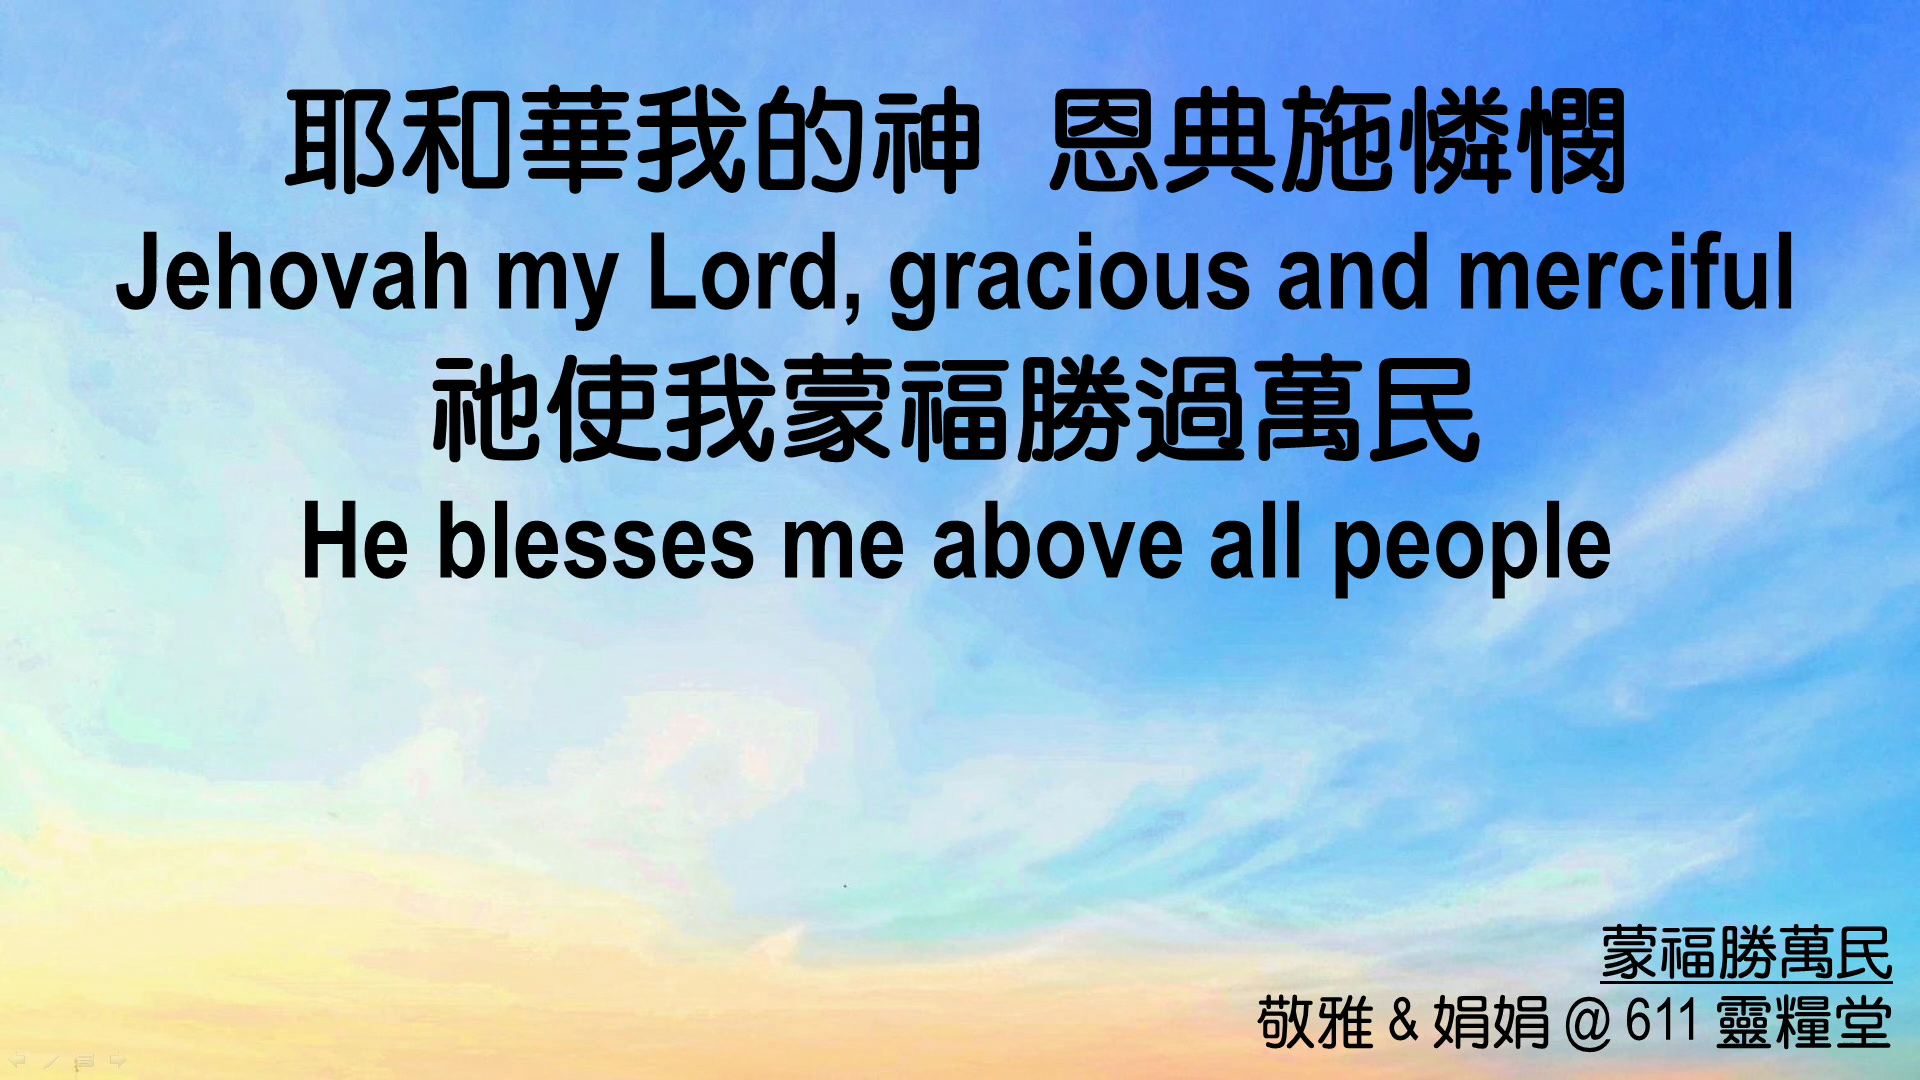 耶和華我的神 恩典施憐憫
Jehovah my Lord, gracious and merciful
祂使我蒙福勝過萬民
He blesses me above all people
蒙福勝萬民
敬雅 & 娟娟 @ 611 靈糧堂